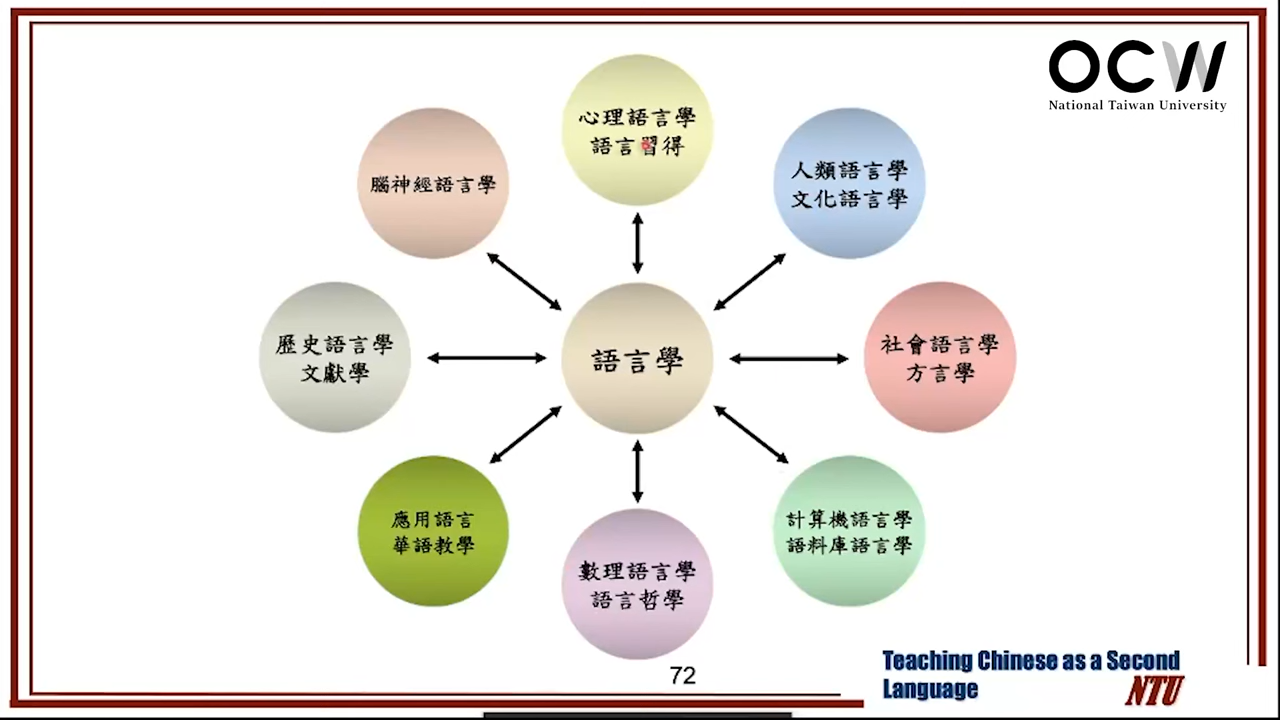 OCW
National Taiwan University
心理語言學
語言習得
人類語言學
文化語言學
腦神經語言學
歷史語言學
文獻學
語言學
社會語言學
方言學
應用語言
華語教學
數理語言學
語言哲學
計算機語言學
語料庫語言學
72
Teaching Chinese as a Second
Language
NTU